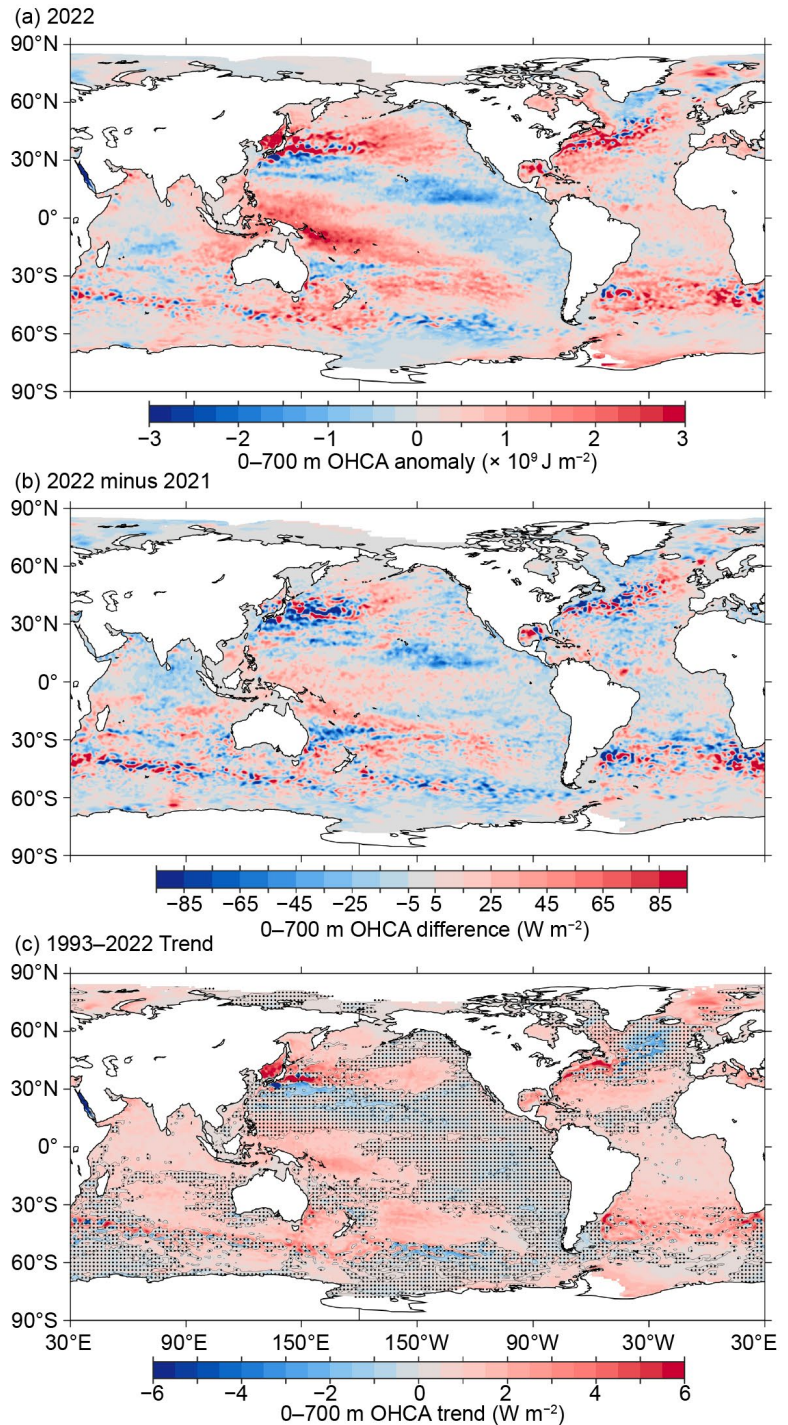 (a) 2022
90°N
60°N
30°N
0°
30°S
60°S
90°S
−3 −2 −1 0 1 2 3
0–700 m OHCA anomaly (× 10⁹ J m⁻²)
(b) 2022 minus 2021
90°N
60°N
30°N
0°
30°S
60°S
90°S
−85 −65 −45 −25 −5 5 25 45 65 85
0–700 m OHCA difference (W m⁻²)
(c) 1993–2022 Trend
90°N
60°N
30°N
0°
30°S
60°S
90°S
30°E 90°E 150°E 150°W 90°W 30°W 30°E
−6 −4 −2 0 2 4 6
0–700 m OHCA trend (W m⁻²)